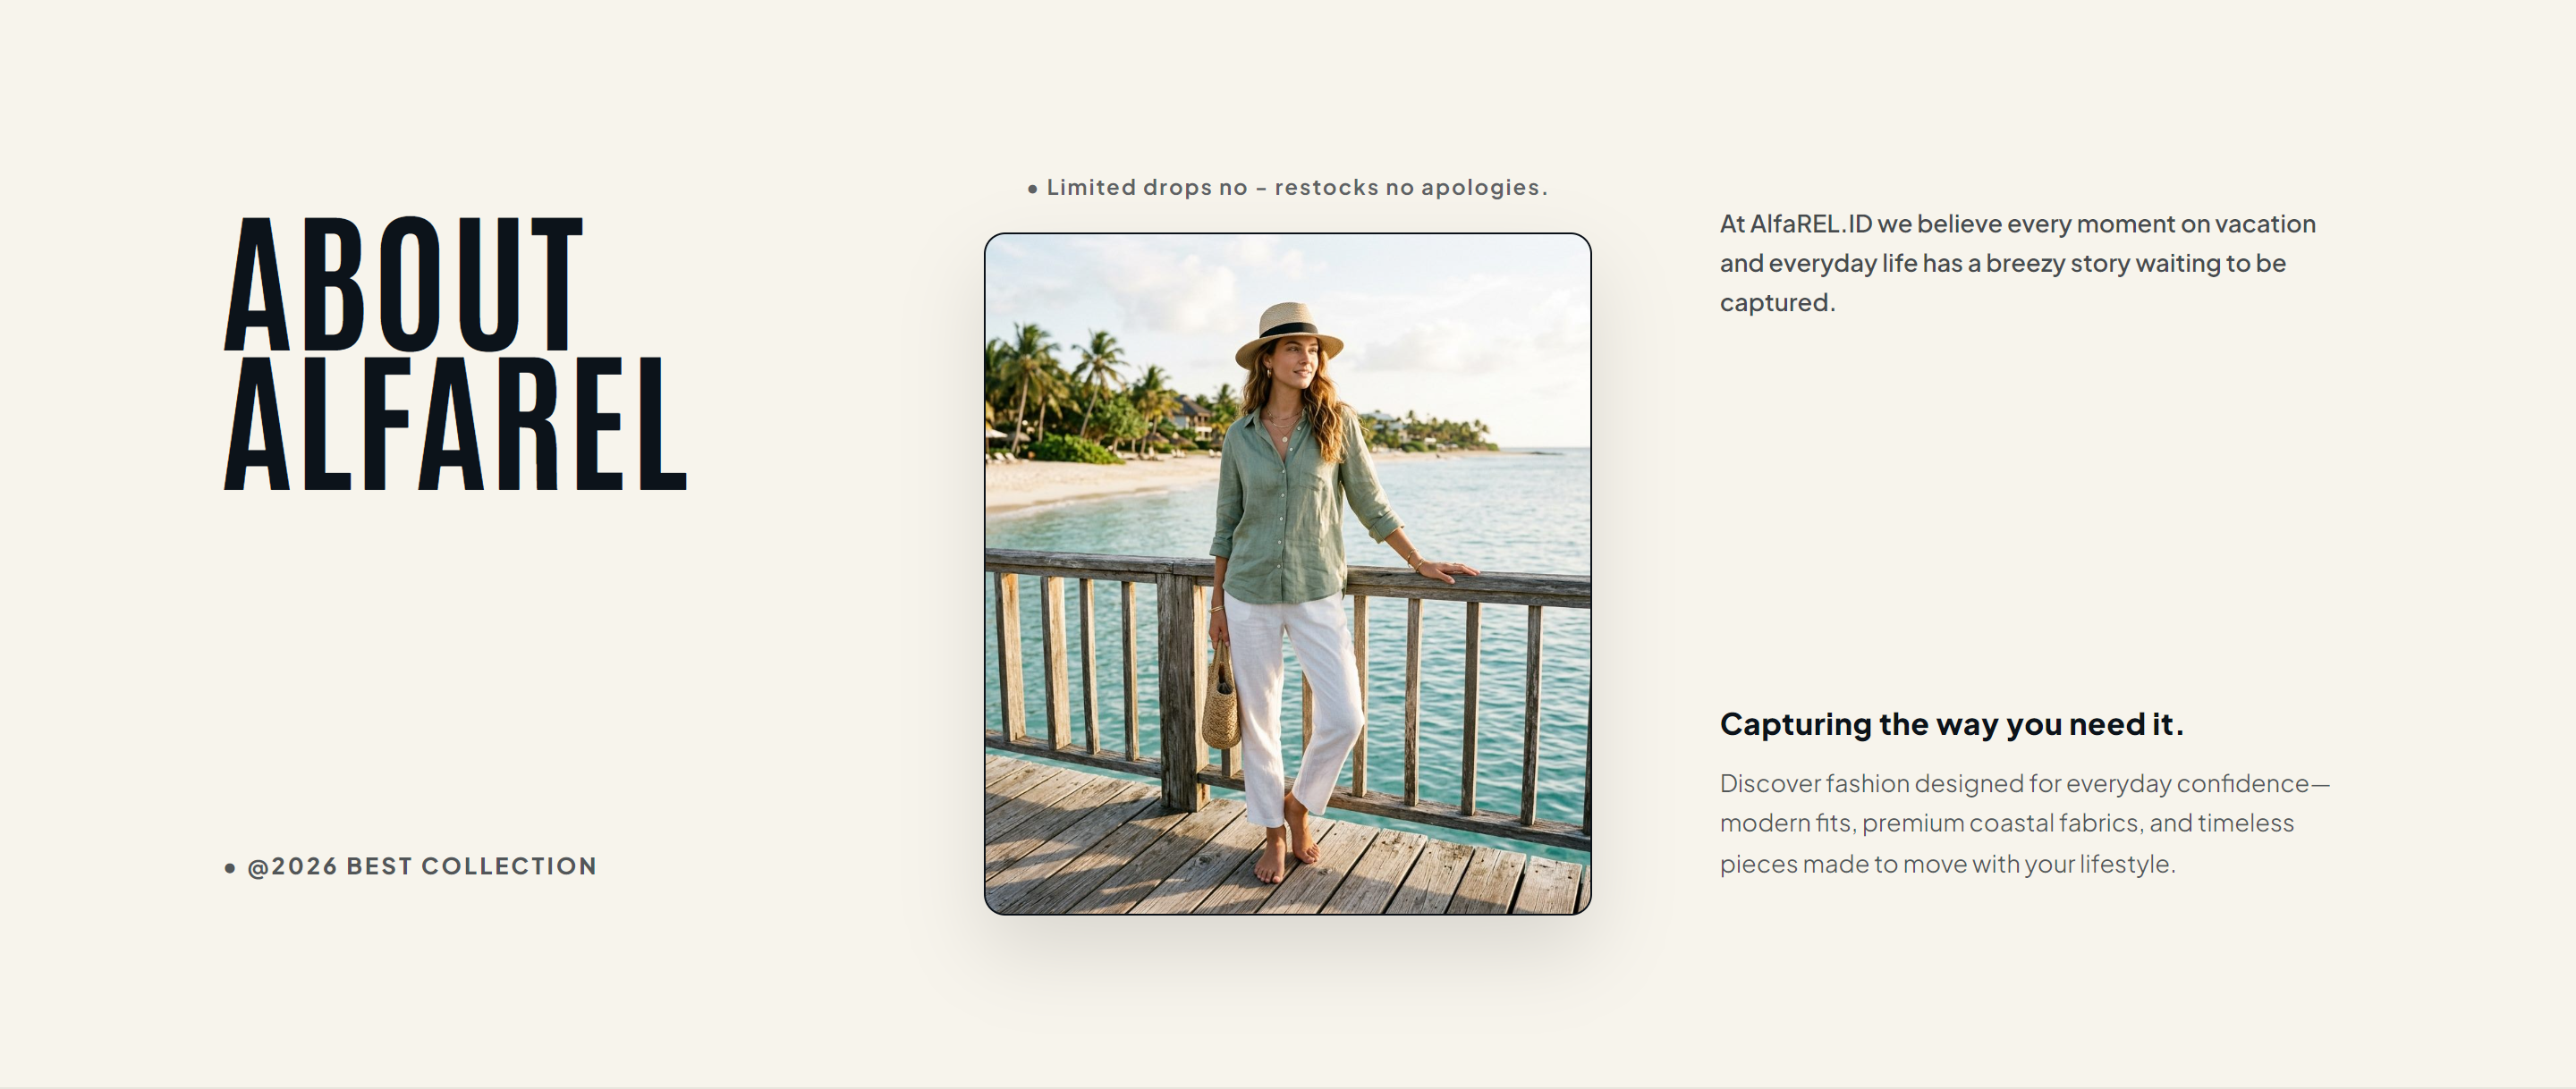 ABOUT
ALFAREL
• @2026 BEST COLLECTION
• Limited drops no – restocks no apologies.
At AlfaREL.ID we believe every moment on vacation
and everyday life has a breezy story waiting to be
captured.
Capturing the way you need it.
Discover fashion designed for everyday confidence—
modern fits, premium coastal fabrics, and timeless
pieces made to move with your lifestyle.